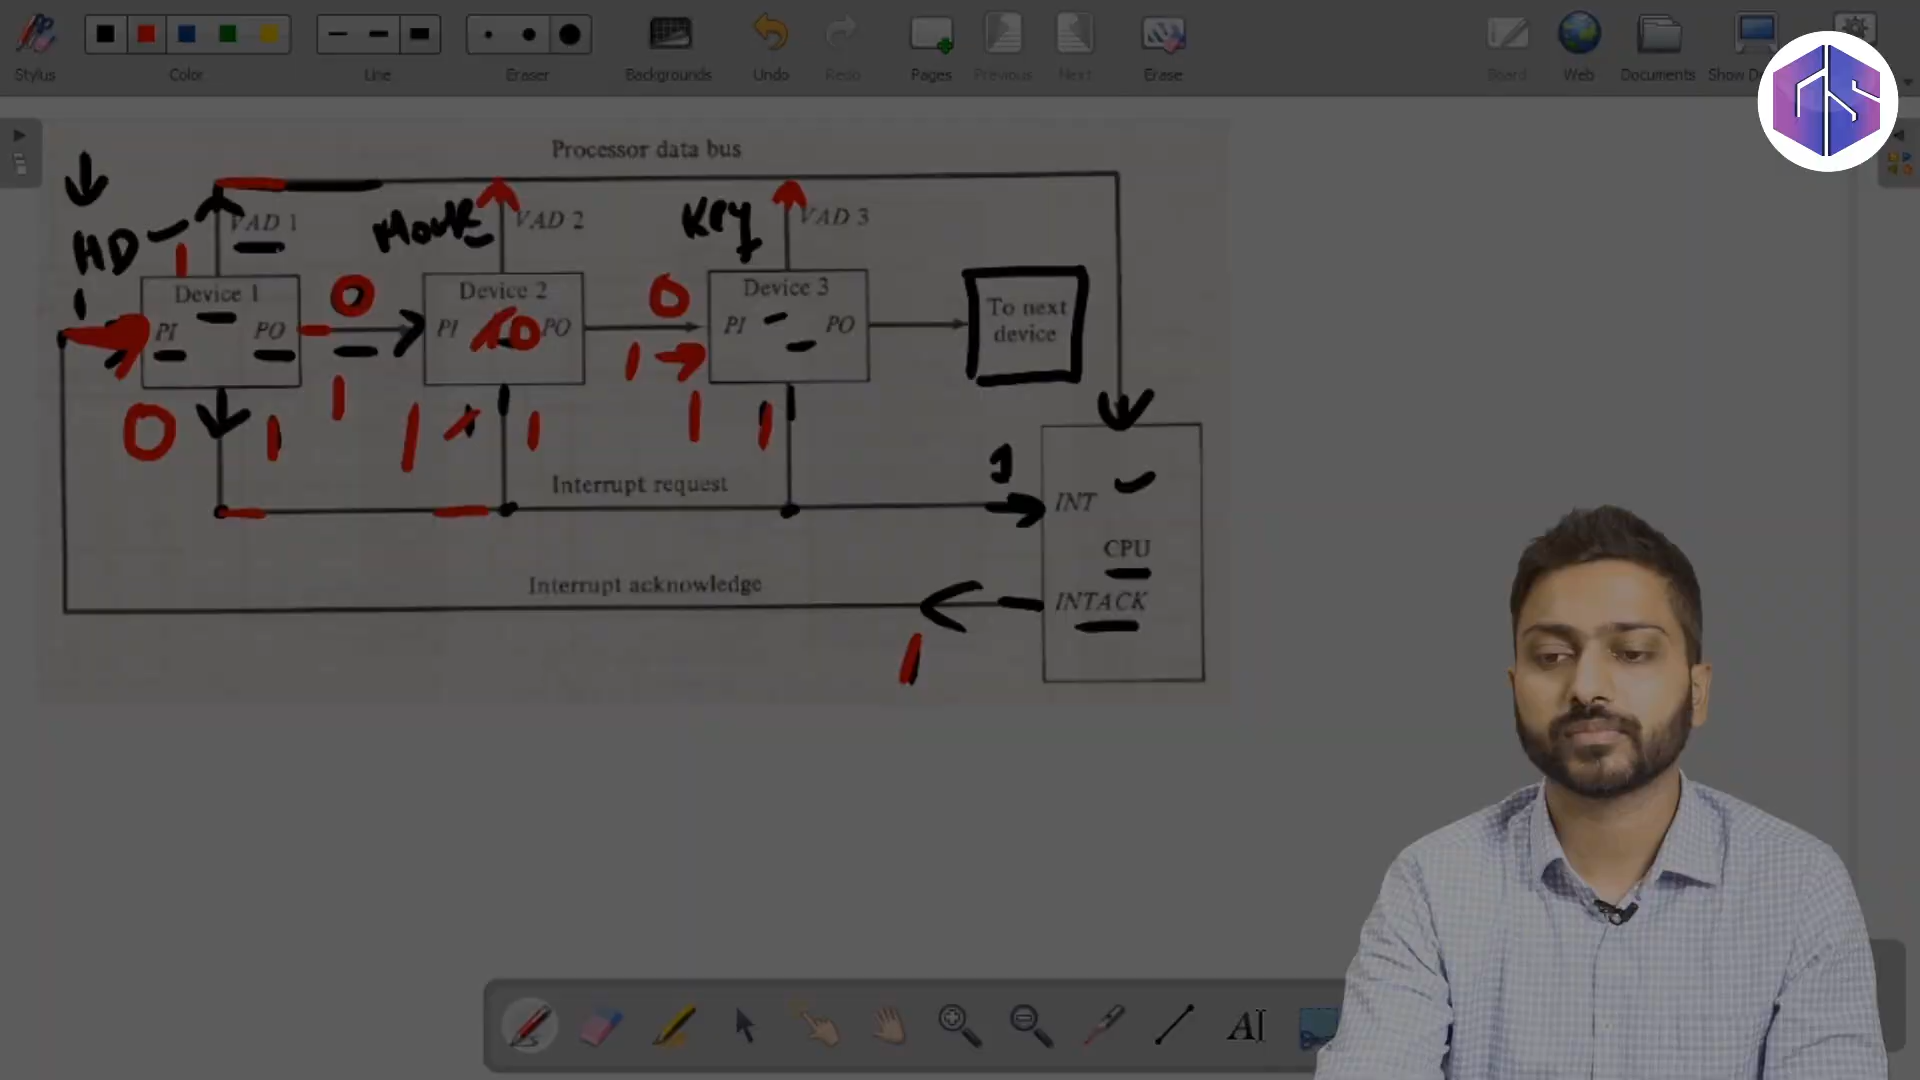 Stylus Color Line Eraser Backgrounds Undo Redo Pages Previous Next Erase Board Web Documents
Processor data bus
HD VAD 1 VAD 2 Key VAD 3
1
Device 1 0 Device 2 0 Device 3 To next device
1 PI PO PI 10 PO PI PO
1
0 1 1 1 1 1 1 1
Interrupt request INT
CPU
Interrupt acknowledge INTACK
1
AI